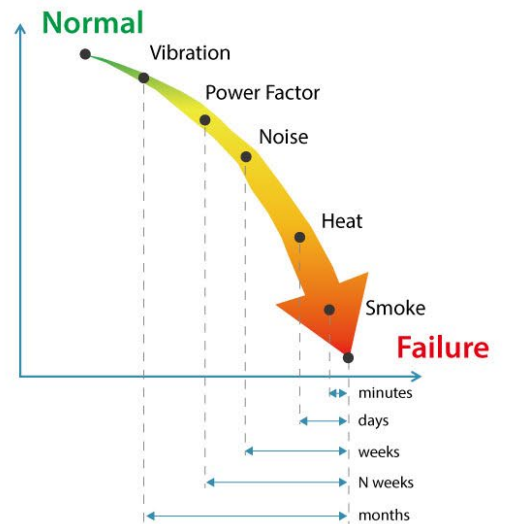 Normal
Vibration
Power Factor
Noise
Heat
Smoke
Failure
minutes
days
weeks
N weeks
months